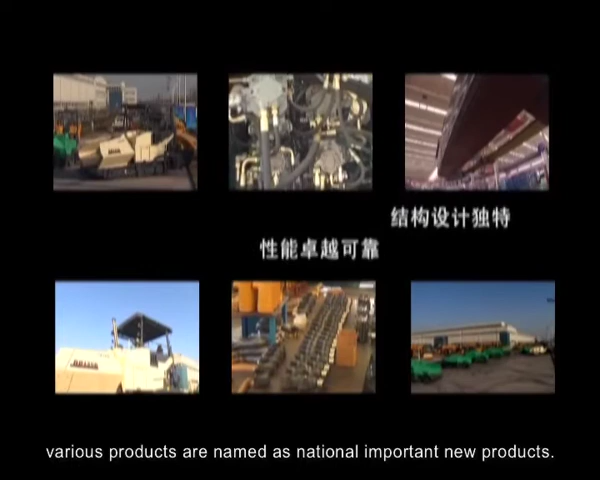 结构设计独特
性能卓越可靠
various products are named as national important new products.